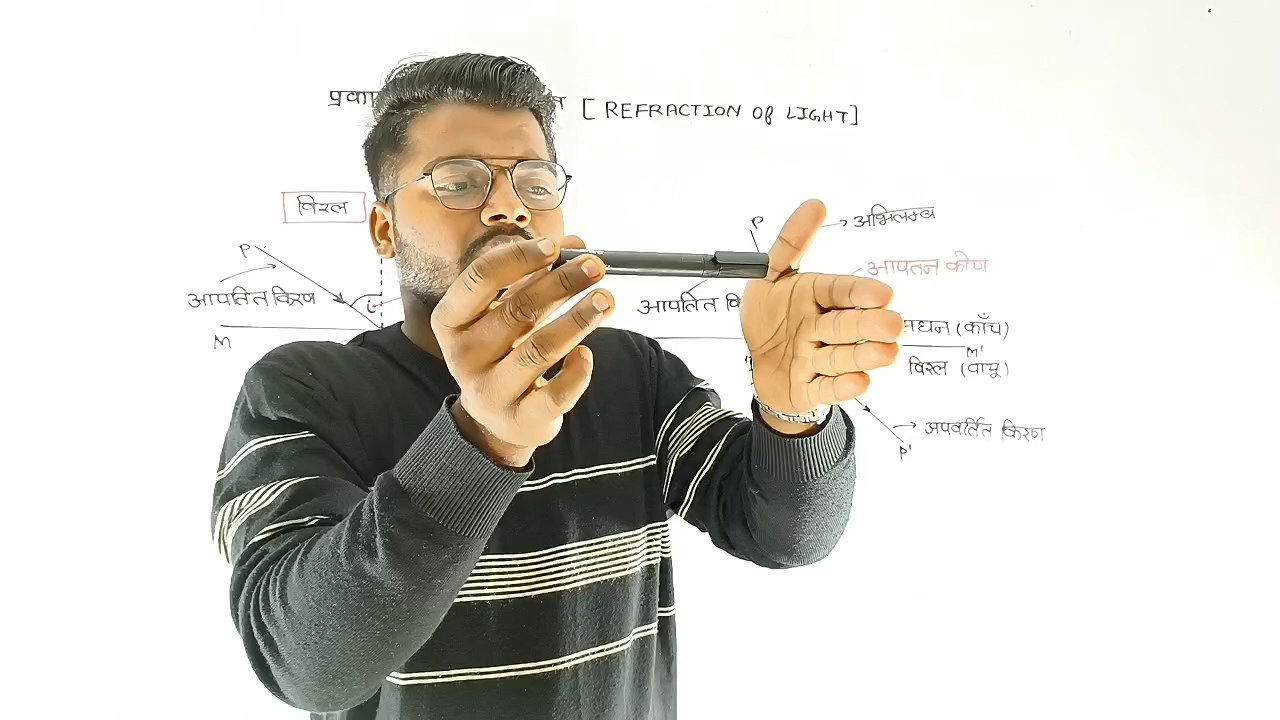 [REFRACTION OF LIGHT]
विरल
P
P
अभिलम्ब
आपतन कोण
आपतित किरण
i
आपतित
सघन (काँच)
M
M'
विरल (वायू)
अपवर्तित किरण
P'